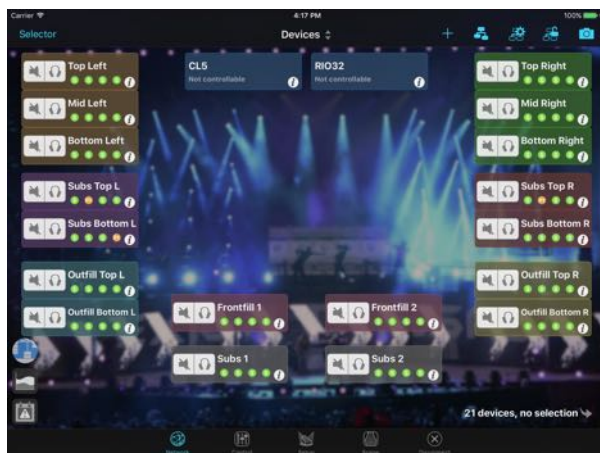 Carrier 4:17 PM 100%
Selector Devices +
Top Left
CL5
Not controllable
RIO32
Not controllable
Top Right
Mid Left
Mid Right
Bottom Left
Bottom Right
Subs Top L
Subs Top R
Subs Bottom L
Subs Bottom R
Outfill Top L
Outfill Top R
Outfill Bottom L
Frontfill 1
Frontfill 2
Outfill Bottom R
Subs 1
Subs 2
21 devices, no selection